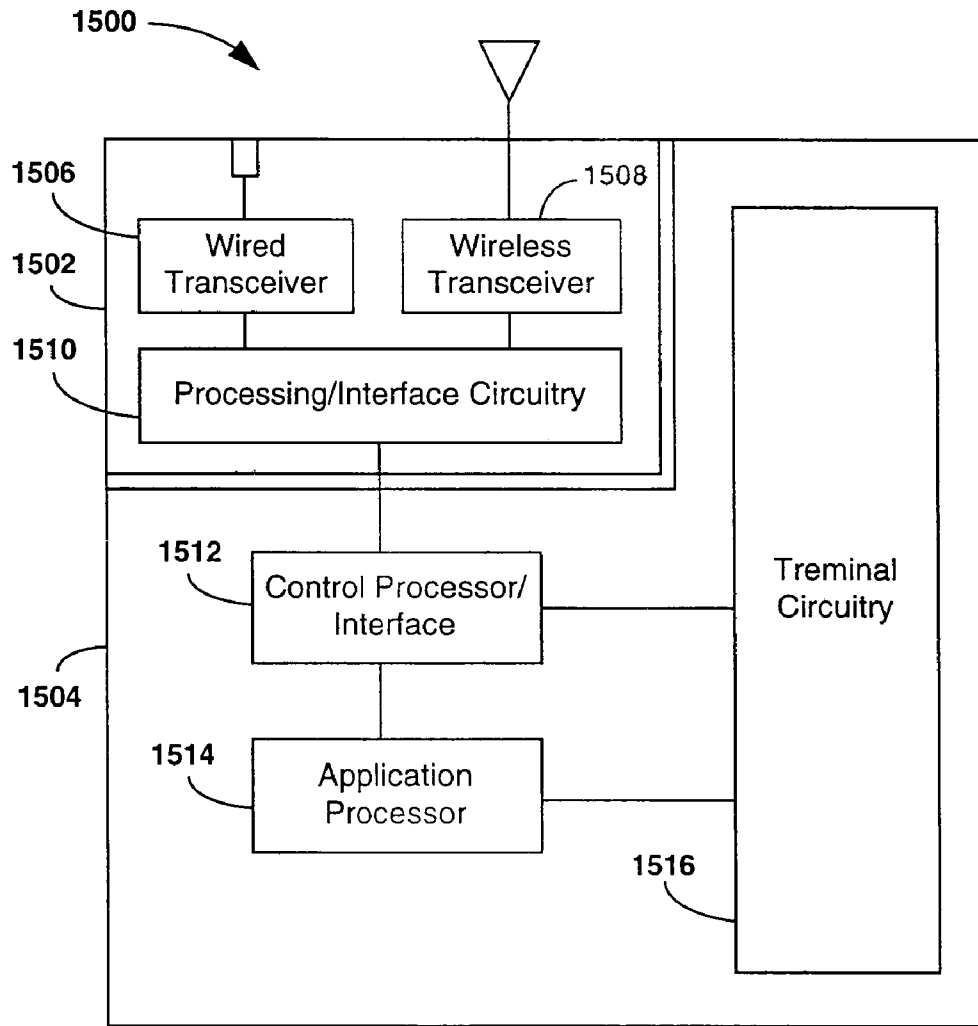 1500
1506
1508
Wired
Transceiver
Wireless
Transceiver
1502
1510
Processing/Interface Circuitry
1512
Control Processor/
Interface
Treminal
Circuitry
1504
1514
Application
Processor
1516